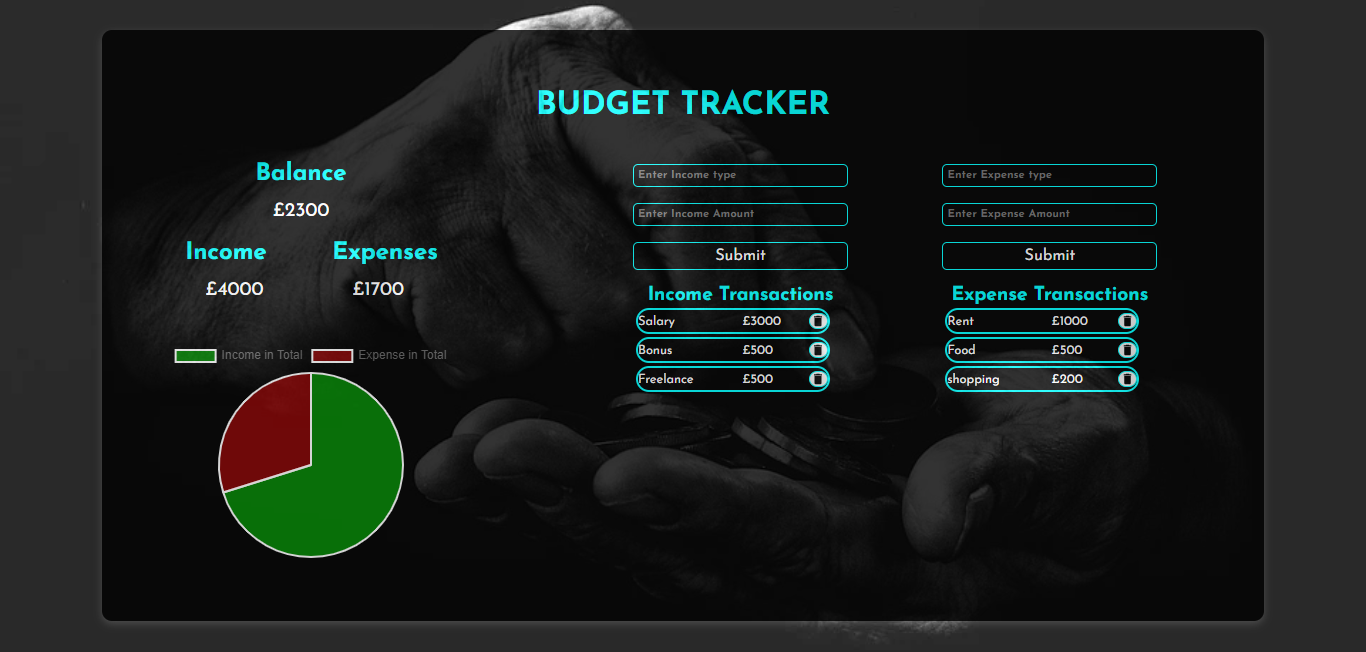 BUDGET TRACKER
Balance
£2300
Income Expenses
£4000 £1700
Income in Total Expense in Total
Enter Income type
Enter Income Amount
Submit
Income Transactions
Salary £3000
Bonus £500
Freelance £500
Enter Expense type
Enter Expense Amount
Submit
Expense Transactions
Rent £1000
Food £500
shopping £200